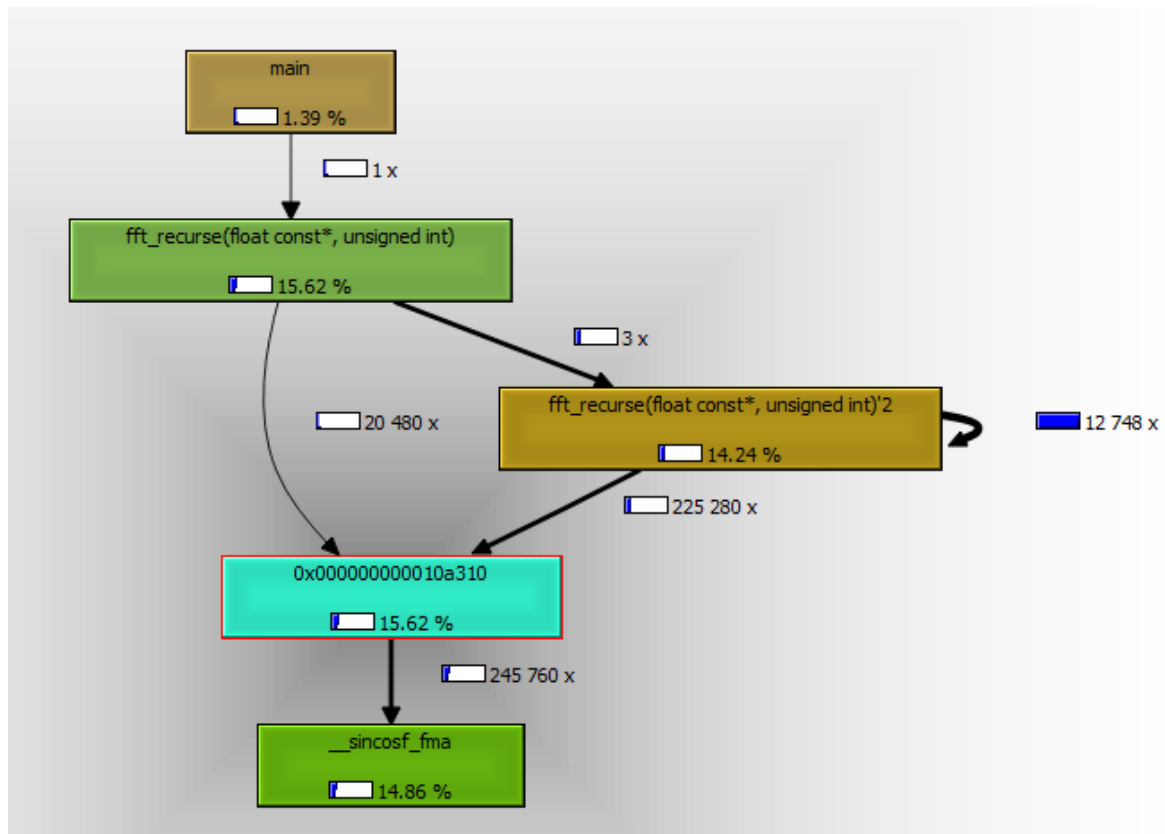 main
1.39 %
1 x
fft_recurse(float const*, unsigned int)
15.62 %
3 x
fft_recurse(float const*, unsigned int)'2
20 480 x
12 748 x
14.24 %
225 280 x
0x000000000010a310
15.62 %
245 760 x
__sincosf_fma
14.86 %